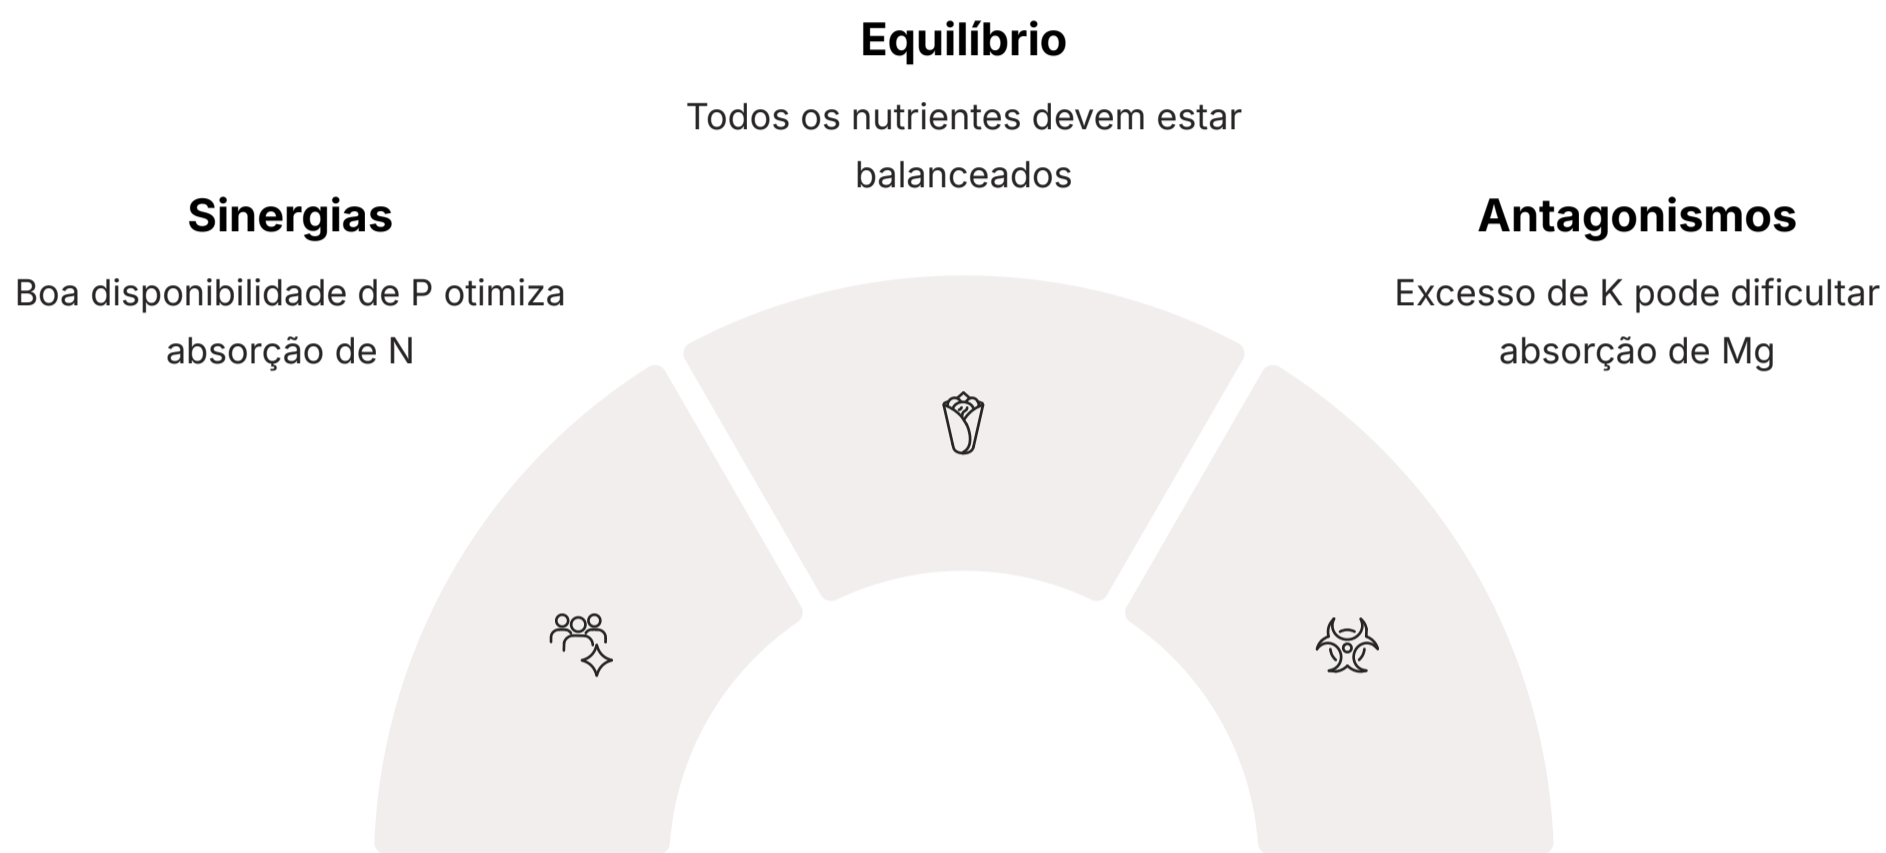 Equilíbrio
Todos os nutrientes devem estar
balanceados
Sinergias
Boa disponibilidade de P otimiza
absorção de N
Antagonismos
Excesso de K pode dificultar
absorção de Mg